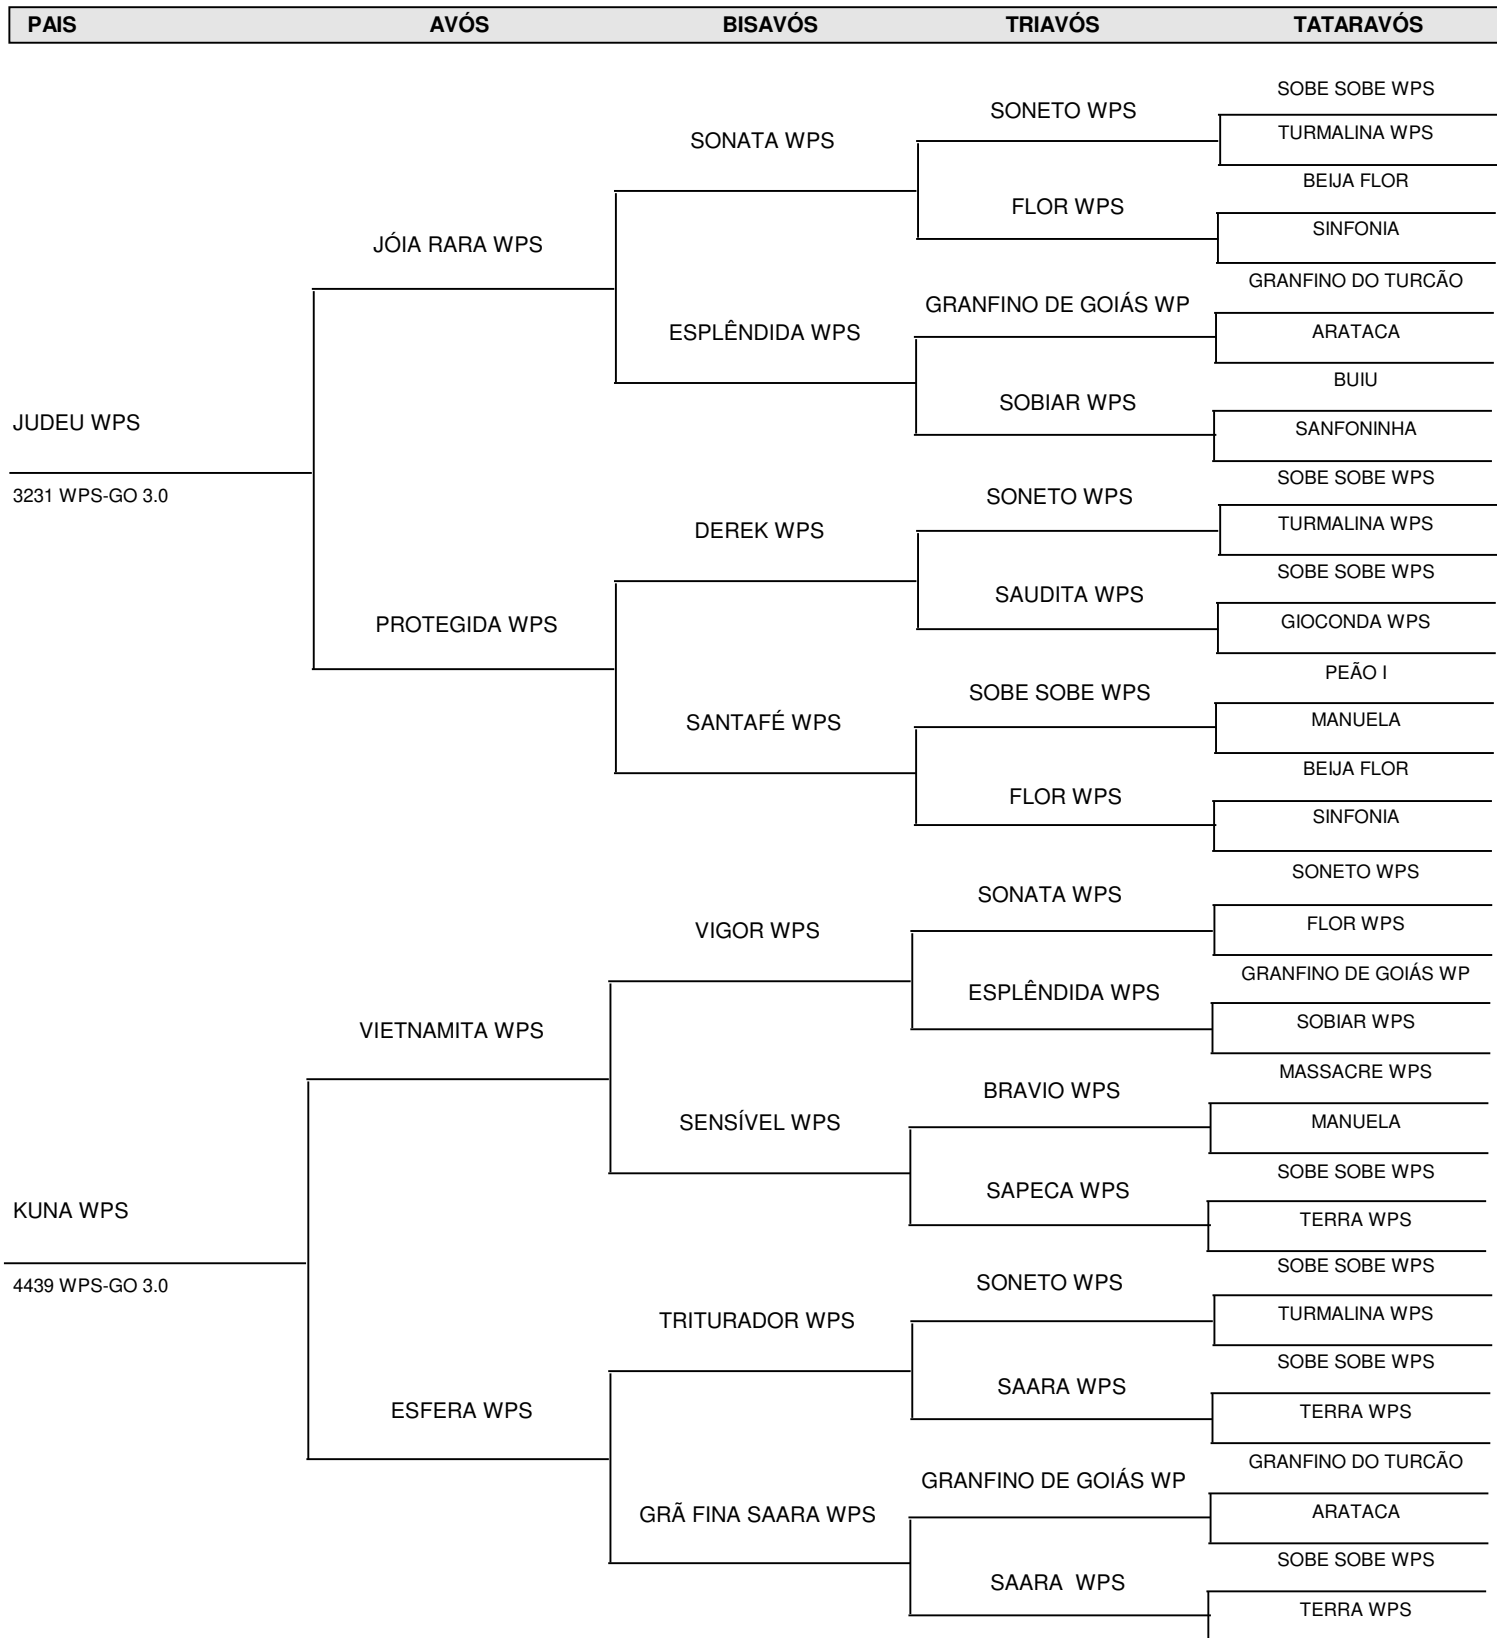 PAIS AVÓS BISAVÓS TRIAVÓS TATARAVÓS
SOBE SOBE WPS
SONETO WPS
TURMALINA WPS
SONATA WPS
BEIJA FLOR
FLOR WPS
SINFONIA
JÓIA RARA WPS
GRANFINO DO TURCÃO
GRANFINO DE GOIÁS WP
ARATACA
ESPLÊNDIDA WPS
BUIU
SOBIAR WPS
SANFONINHA
JUDEU WPS
3231 WPS-GO 3.0
SOBE SOBE WPS
SONETO WPS
TURMALINA WPS
DEREK WPS
SOBE SOBE WPS
SAUDITA WPS
GIOCONDA WPS
PROTEGIDA WPS
PEÃO I
SOBE SOBE WPS
MANUELA
SANTAFÉ WPS
BEIJA FLOR
FLOR WPS
SINFONIA
SONETO WPS
SONATA WPS
FLOR WPS
VIGOR WPS
GRANFINO DE GOIÁS WP
ESPLÊNDIDA WPS
SOBIAR WPS
VIETNAMITA WPS
MASSACRE WPS
BRAVIO WPS
MANUELA
SENSÍVEL WPS
SOBE SOBE WPS
SAPECA WPS
TERRA WPS
KUNA WPS
4439 WPS-GO 3.0
SOBE SOBE WPS
SONETO WPS
TURMALINA WPS
TRITURADOR WPS
SOBE SOBE WPS
SAARA WPS
TERRA WPS
ESFERA WPS
GRANFINO DO TURCÃO
GRANFINO DE GOIÁS WP
ARATACA
GRÃ FINA SAARA WPS
SOBE SOBE WPS
SAARA  WPS
TERRA WPS